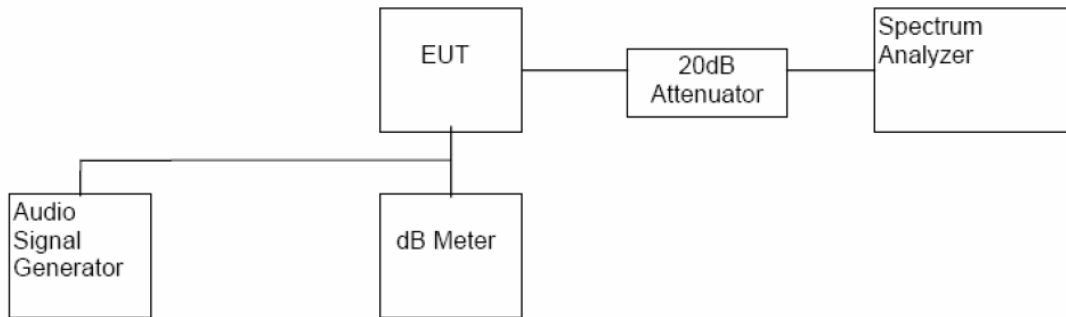 EUT
20dB
Attenuator
Spectrum
Analyzer
Audio
Signal
Generator
dB Meter